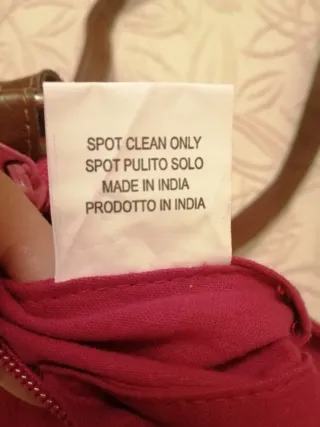 SPOT CLEAN ONLY
SPOT PULITO SOLO
MADE IN INDIA
PRODOTTO IN INDIA